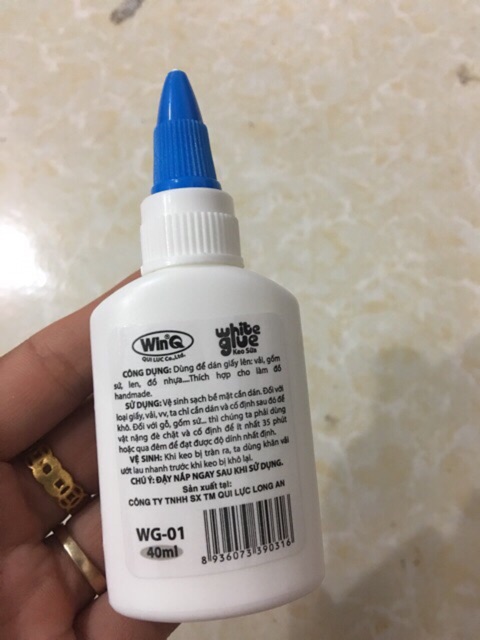 Win Q
QUI LUC Co.,Ltd.
white
glue
Keo Sữa
CÔNG DỤNG: Dùng để dán giấy lên: vải, gốm
sứ, len, đồ nhựa....Thích hợp cho làm đồ
handmade.
SỬ DỤNG: Vệ sinh sạch bề mặt cần dán. Đối với
loại giấy, vải, vv, ta chỉ cần dán và cố định sau đó để
khô. Đối với gỗ, gốm sứ... thì chúng ta phải dùng
vật nặng đè chặt và cố định để ít nhất 35 phút
hoặc qua đêm để đạt được độ dính nhất định.
VỆ SINH: Khi keo bị tràn ra, ta dùng khăn vải
ướt lau nhanh trước khi keo bị khô lại.
CHÚ Ý: ĐẬY NẮP NGAY SAU KHI SỬ DỤNG.
Sản xuất tại:
CÔNG TY TNHH SX TM QUI LỰC LONG AN
WG-01
40ml
8 936073 390316